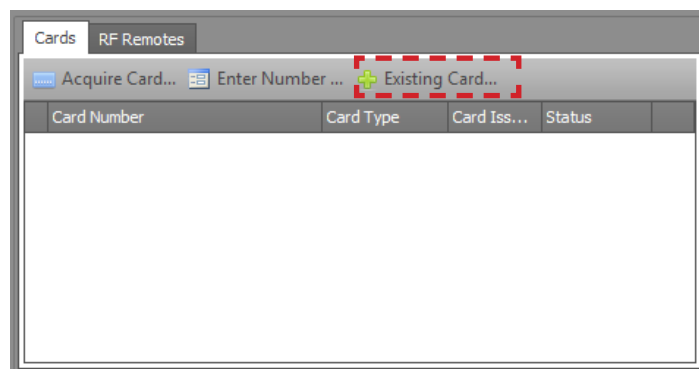 Cards RF Remotes
Acquire Card... Enter Number ... Existing Card...
Card Number Card Type Card Iss... Status